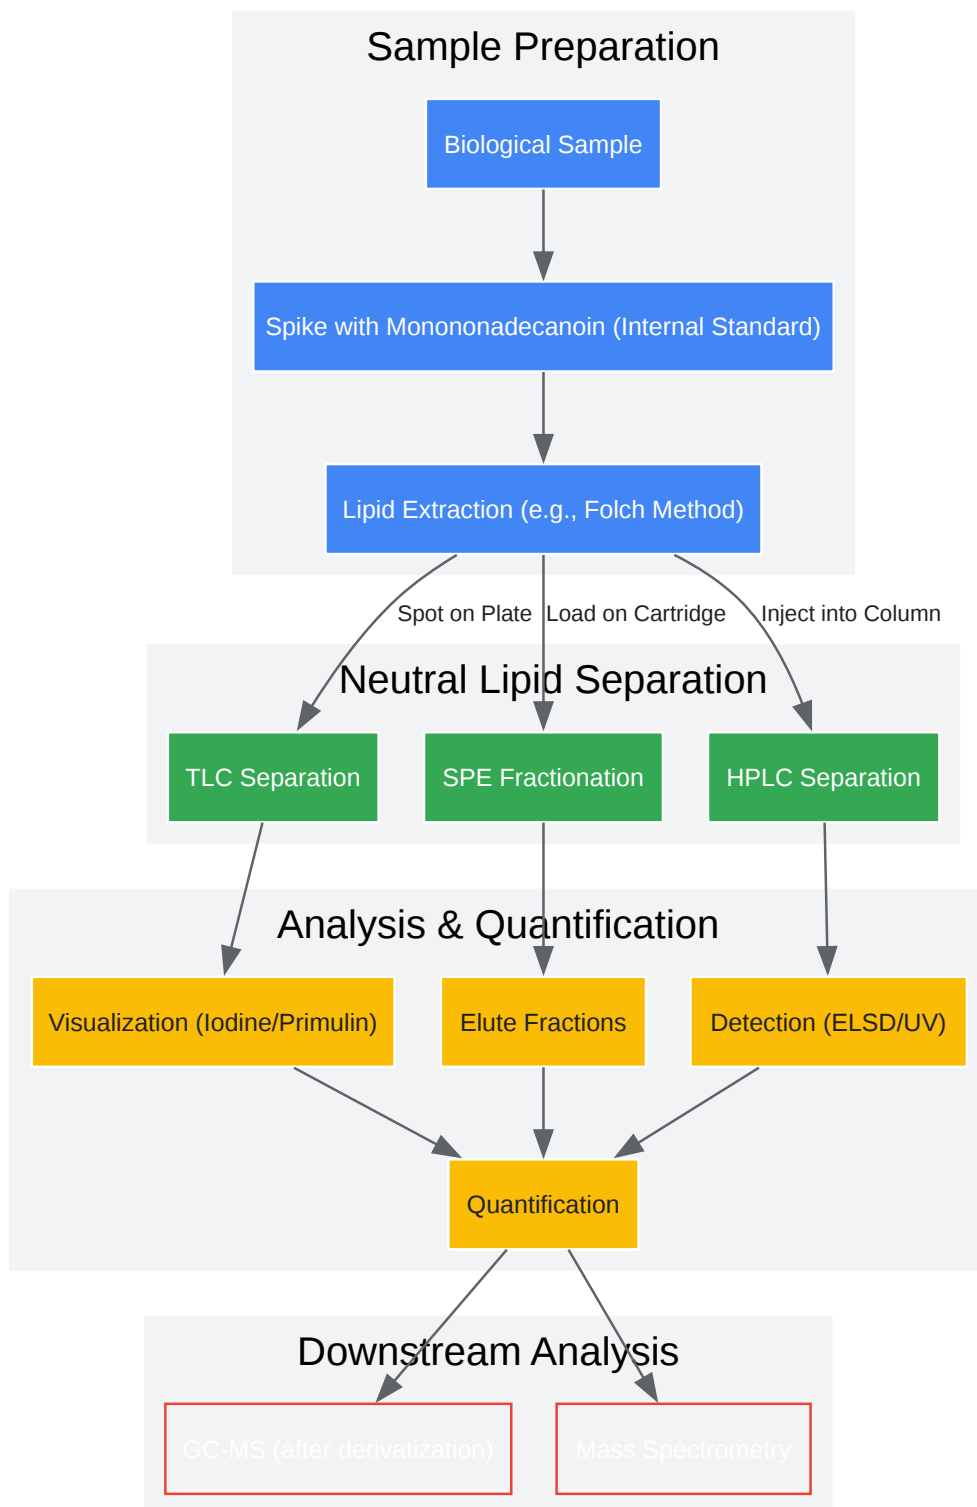 Sample Preparation
Biological Sample
Spike with Monononadecanoin (Internal Standard)
Lipid Extraction (e.g., Folch Method)
Spot on Plate
Load on Cartridge
Inject into Column
Neutral Lipid Separation
TLC Separation
SPE Fractionation
HPLC Separation
Analysis & Quantification
Visualization (Iodine/Primulin)
Elute Fractions
Detection (ELSD/UV)
Quantification
Downstream Analysis
GC-MS (after derivatization)
Mass Spectrometry